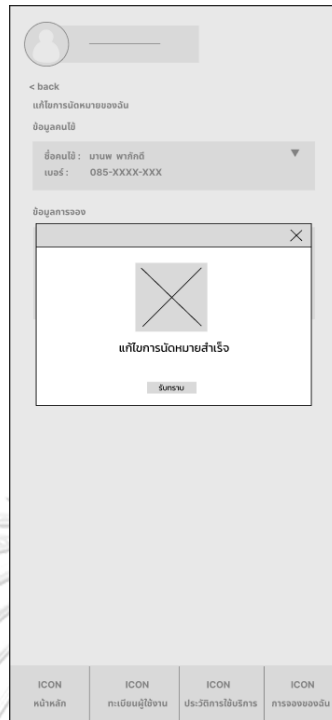 < back
แก้ไขการนัดหมายของฉัน
ข้อมูลคนไข้
ชื่อคนไข้ : มานพ พาภักดี
เบอร์ : 085-XXXX-XXX
ข้อมูลการจอง
แก้ไขการนัดหมายสำเร็จ
รับทราบ
ICON ICON ICON ICON
หน้าหลัก ทะเบียนผู้ใช้งาน ประวัติการใช้บริการ การจองของฉัน